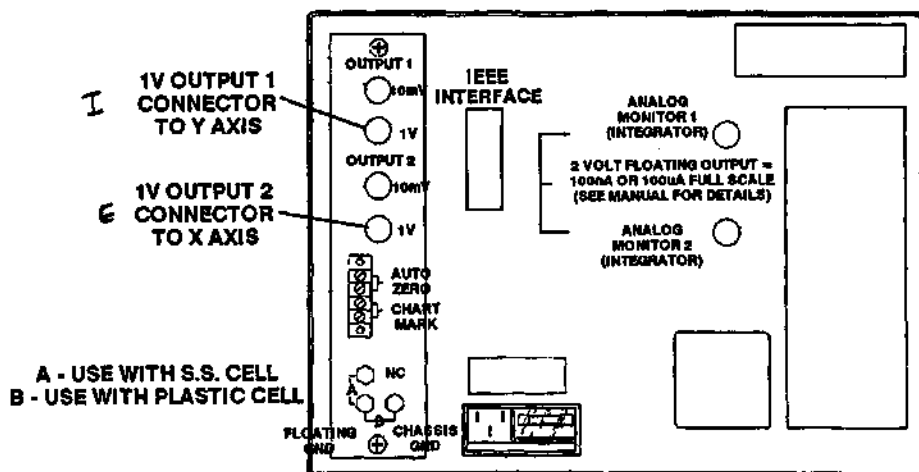 I
1V OUTPUT 1
CONNECTOR
TO Y AXIS
E
1V OUTPUT 2
CONNECTOR
TO X AXIS
A - USE WITH S.S. CELL
B - USE WITH PLASTIC CELL
OUTPUT 1
10mV
1V
OUTPUT 2
10mV
1V
AUTO
ZERO
CHART
MARK
NC
A
B
FLOATING
GND
CHASSIS
GND
IEEE
INTERFACE
ANALOG
MONITOR 1
(INTEGRATOR)
2 VOLT FLOATING OUTPUT =
100nA OR 100uA FULL SCALE
(SEE MANUAL FOR DETAILS)
ANALOG
MONITOR 2
(INTEGRATOR)